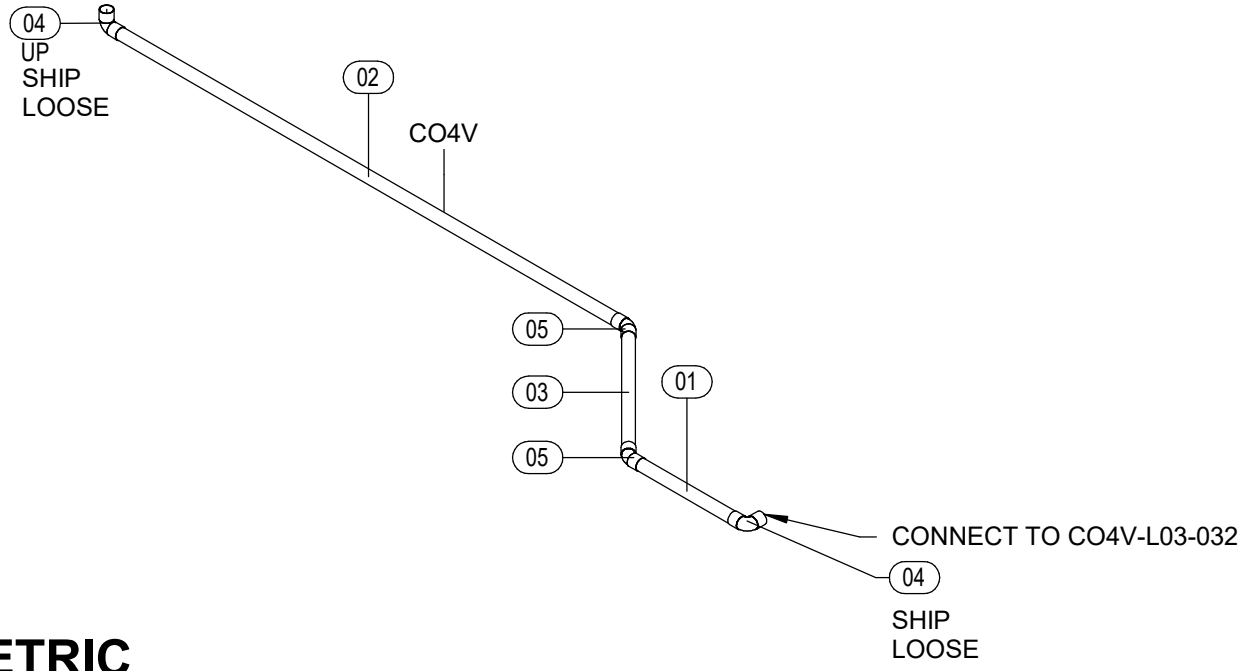 04
UP
SHIP
LOOSE
02
CO4V
05
03
01
05
CONNECT TO CO4V-L03-032
04
SHIP
LOOSE
ETRIC